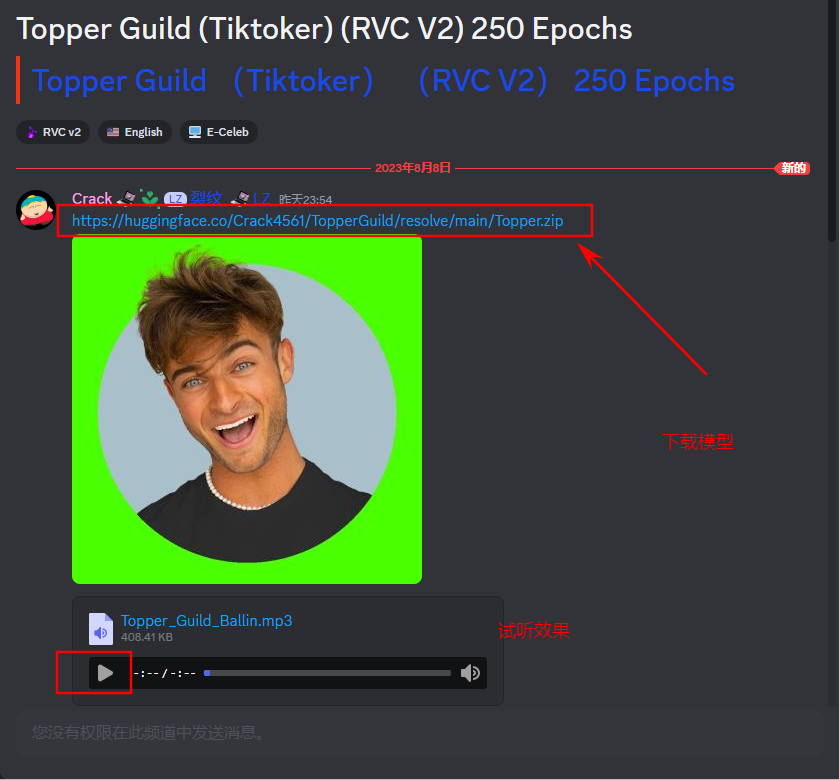 Topper Guild (Tiktoker) (RVC V2) 250 Epochs
Topper Guild （Tiktoker） （RVC V2） 250 Epochs
RVC v2 English E-Celeb
2023年8月8日 新的
Crack LZ 裂纹 LZ 昨天23:54
https://huggingface.co/Crack4561/TopperGuild/resolve/main/Topper.zip
下载模型
Topper_Guild_Ballin.mp3
408.41 KB
试听效果
-:-- / -:--
您没有权限在此频道中发送消息。